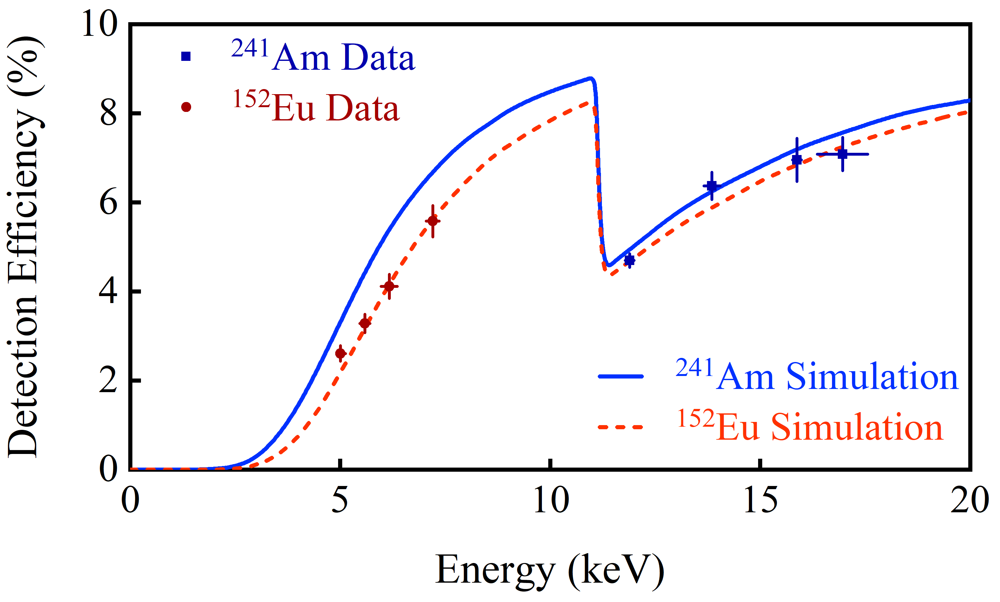 Detection Efficiency (%)
10
8
6
4
2
0
²⁴¹Am Data
¹⁵²Eu Data
²⁴¹Am Simulation
¹⁵²Eu Simulation
0 5 10 15 20
Energy (keV)